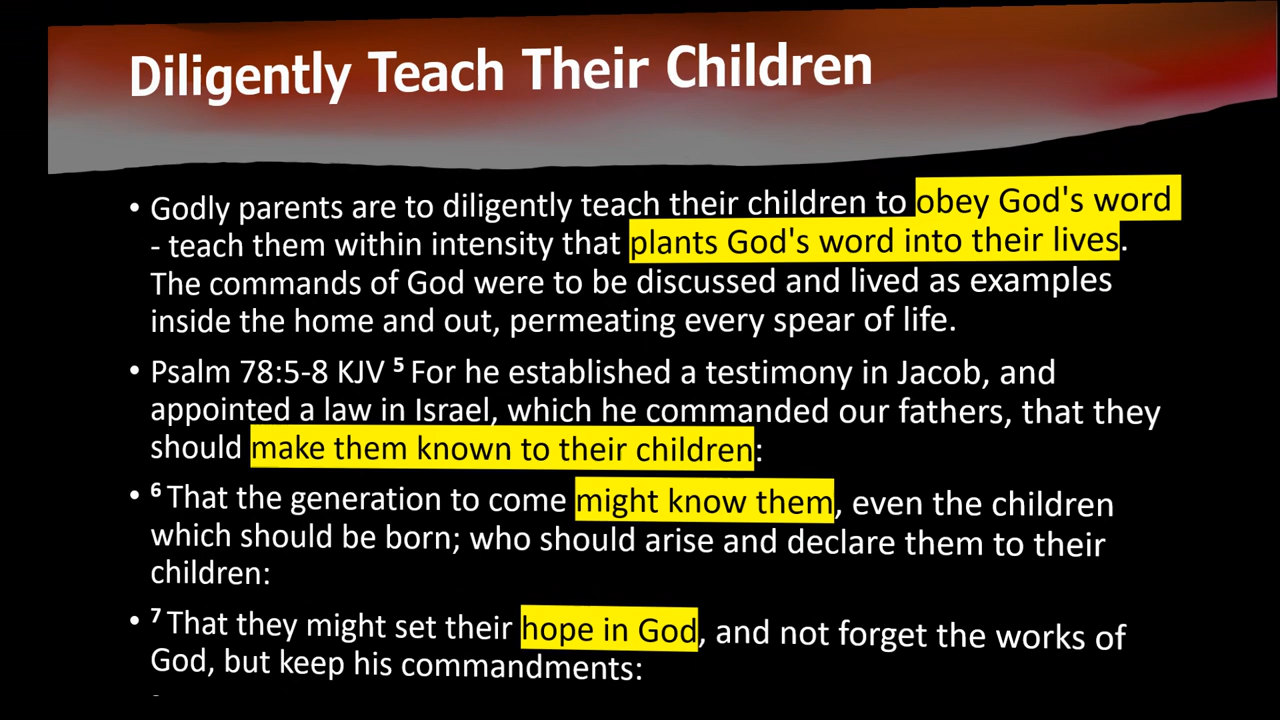 Diligently Teach Their Children
• Godly parents are to diligently teach their children to obey God's word
- teach them within intensity that plants God's word into their lives.
The commands of God were to be discussed and lived as examples
inside the home and out, permeating every spear of life.
• Psalm 78:5-8 KJV ⁵ For he established a testimony in Jacob, and
appointed a law in Israel, which he commanded our fathers, that they
should make them known to their children:
• ⁶ That the generation to come might know them, even the children
which should be born; who should arise and declare them to their
children:
• ⁷ That they might set their hope in God, and not forget the works of
God, but keep his commandments: